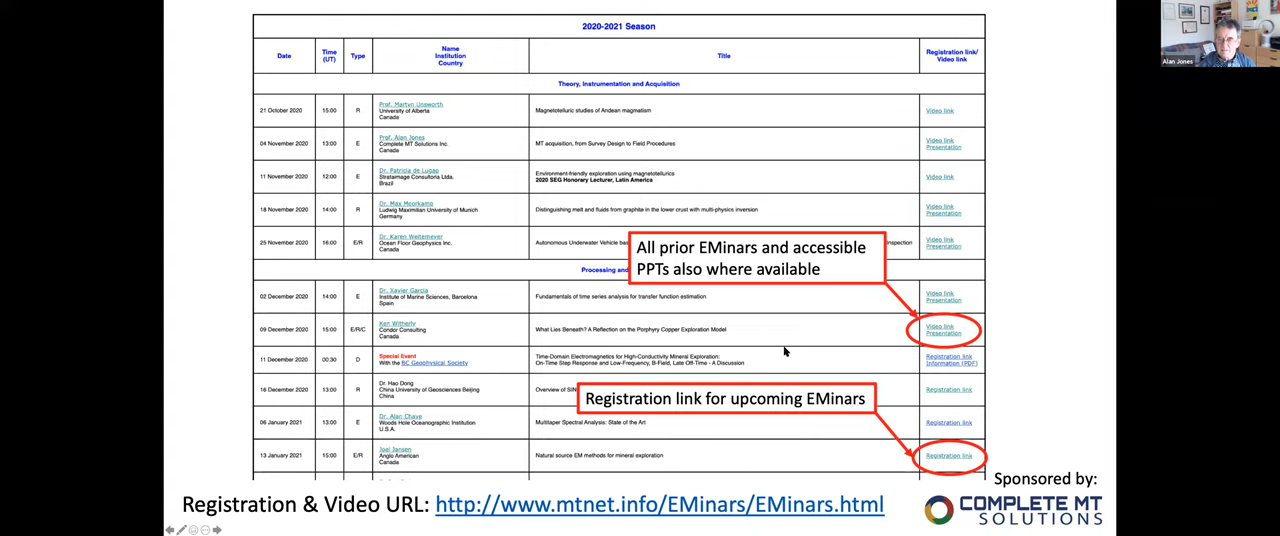 2020-2021 Season
Date
Time
(UT)
Type
Name
Institution
Country
Title
Registration link/
Video link
Theory, Instrumentation and Acquisition
21 October 2020
15:00
R
Prof. Martyn Unsworth
University of Alberta
Canada
Magnetotelluric studies of Andean magmatism
Video link
04 November 2020
13:00
E
Prof. Alan Jones
Complete MT Solutions Inc.
Canada
MT acquisition, from Survey Design to Field Procedures
Video link
Presentation
11 November 2020
12:00
E
Dr. Patricia de Lugao
Strataimage Consultoria Ltda.
Brazil
Environment-friendly exploration using magnetotellurics
2020 SEG Honorary Lecturer, Latin America
Video link
18 November 2020
14:00
R
Dr. Max Moorkamp
Ludwig Maximilian University of Munich
Germany
Distinguishing melt and fluids from graphite in the lower crust with multi-physics inversion
Video link
Presentation
25 November 2020
16:00
E/R
Dr. Karen Weitemeyer
Ocean Floor Geophysics Inc.
Canada
Autonomous Underwater Vehicle bas
nspection
Video link
Presentation
All prior EMinars and accessible
PPTs also where available
Processing and
02 December 2020
14:00
E
Dr. Xavier Garcia
Institute of Marine Sciences, Barcelona
Spain
Fundamentals of time series analysis for transfer function estimation
Video link
Presentation
09 December 2020
15:00
E/R/C
Ken Witherly
Condor Consulting
Canada
What Lies Beneath? A Reflection on the Porphyry Copper Exploration Model
Video link
Presentation
11 December 2020
00:30
D
Special Event
With the BC Geophysical Society
Time-Domain Electromagnetics for High-Conductivity Mineral Exploration:
On-Time Step Response and Low-Frequency, B-Field, Late Off-Time - A Discussion
Registration link
Information (PDF)
16 December 2020
13:00
R
Dr. Hao Dong
China University of Geosciences Beijing
China
Overview of SIN
Registration link
Registration link for upcoming EMinars
06 January 2021
13:00
E
Dr. Alan Chave
Woods Hole Oceanographic Institution
U.S.A.
Multitaper Spectral Analysis: State of the Art
Registration link
13 January 2021
15:00
E/R
Joel Jansen
Anglo American
Canada
Natural source EM methods for mineral exploration
Registration link
Registration & Video URL: http://www.mtnet.info/EMinars/EMinars.html
Sponsored by:
COMPLETE MT
SOLUTIONS
Alan Jones